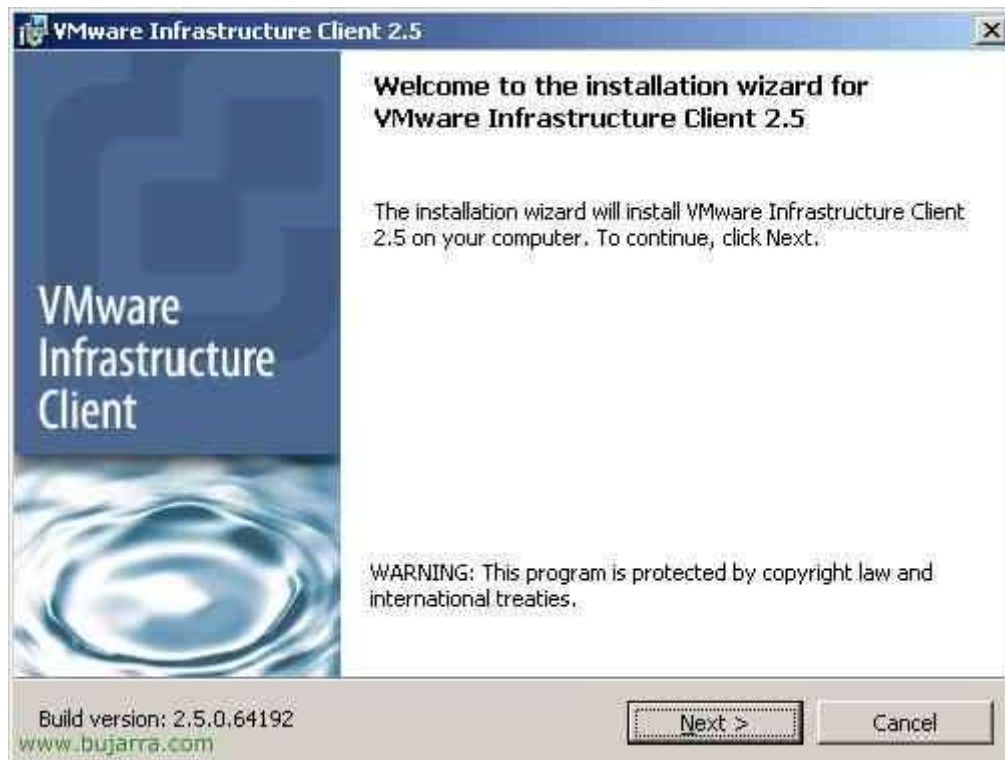 VMware Infrastructure Client 2.5
Welcome to the installation wizard for
VMware Infrastructure Client 2.5
The installation wizard will install VMware Infrastructure Client
2.5 on your computer. To continue, click Next.
VMware
Infrastructure
Client
WARNING: This program is protected by copyright law and
international treaties.
Build version: 2.5.0.64192
www.bujarra.com
Next >
Cancel